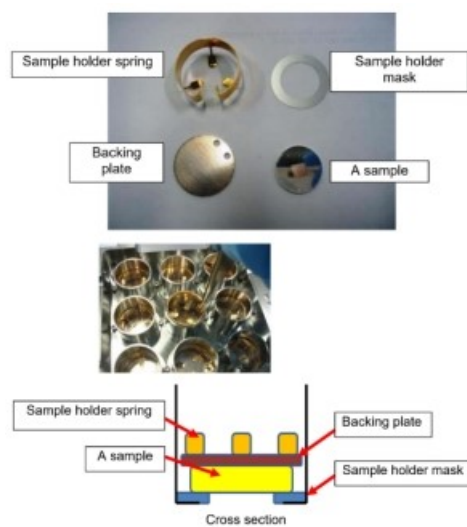 Sample holder spring
Sample holder
mask
Backing
plate
A sample
Sample holder spring
Backing plate
A sample
Sample holder mask
Cross section